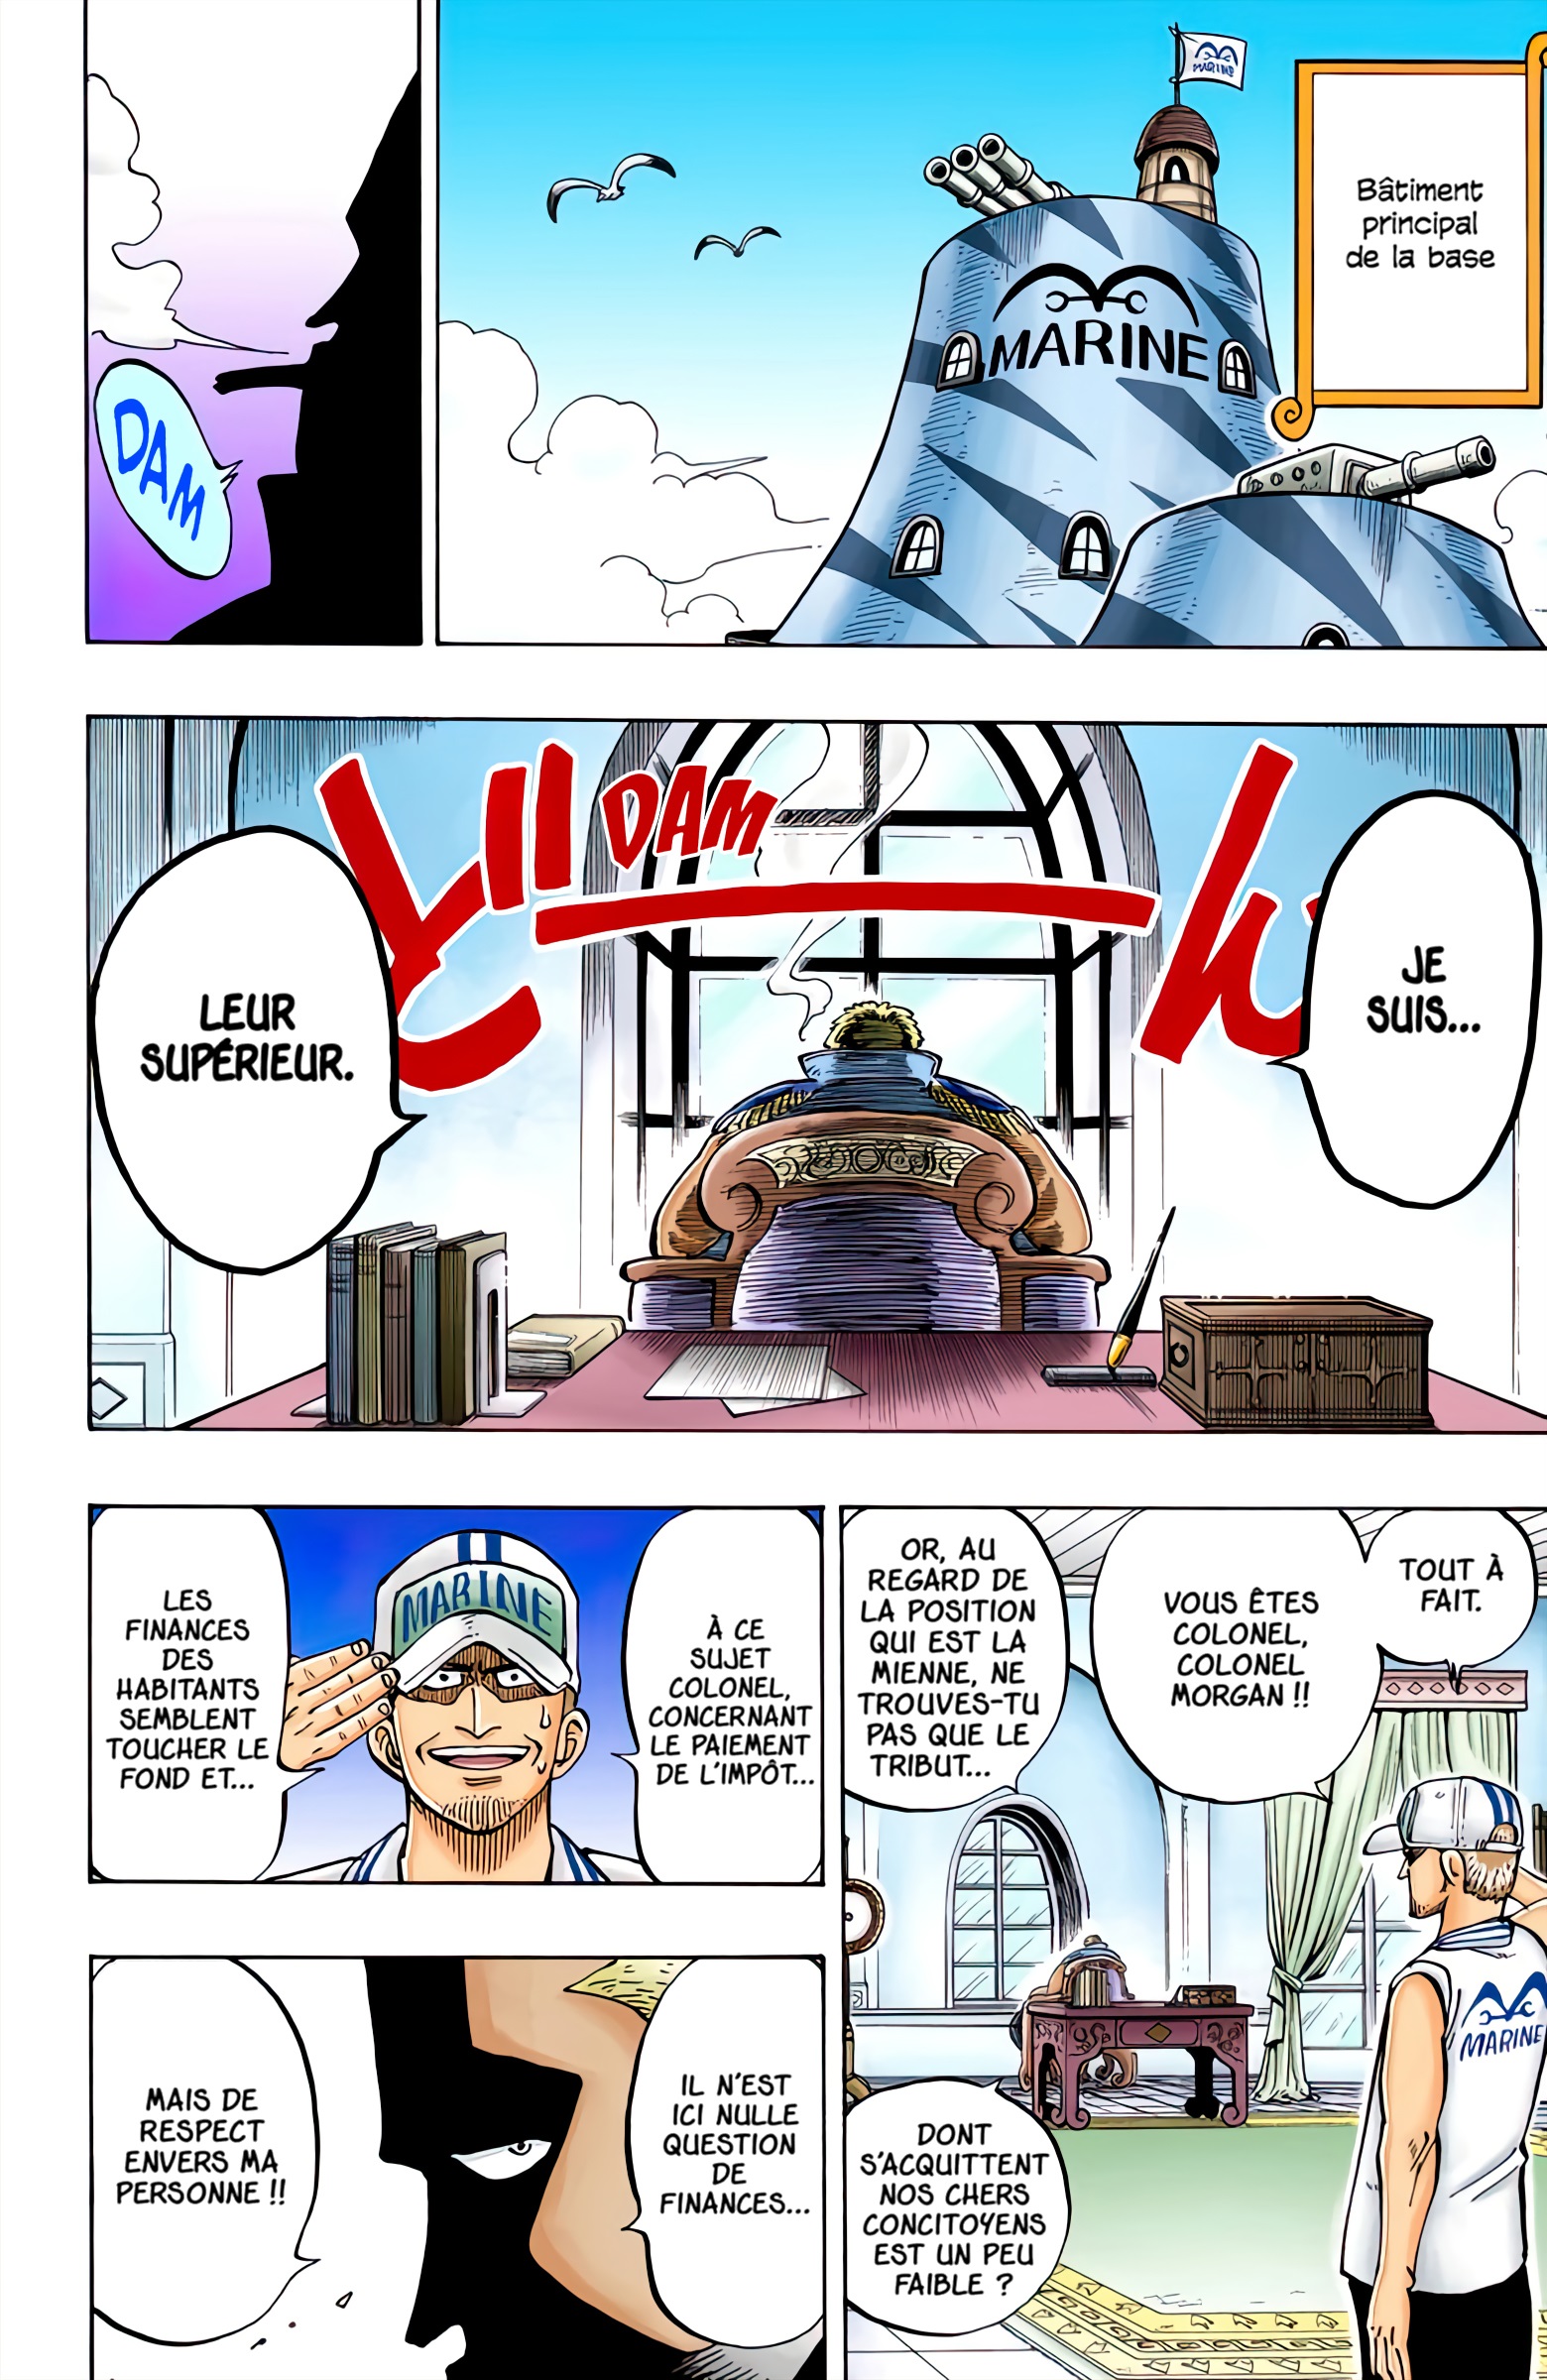 MARINE
Bâtiment
principal
de la base
MARINE
DAM
JE
SUIS...
DAM
LEUR
SUPÉRIEUR.
TOUT À
FAIT.
VOUS ÊTES
COLONEL,
COLONEL
MORGAN !!
OR, AU
REGARD DE
LA POSITION
QUI EST LA
MIENNE, NE
TROUVES-TU
PAS QUE LE
TRIBUT...
MARINE
DONT
S'ACQUITTENT
NOS CHERS
CONCITOYENS
EST UN PEU
FAIBLE ?
À CE
SUJET
COLONEL,
CONCERNANT
LE PAIEMENT
DE L'IMPÔT...
MARINE
LES
FINANCES
DES
HABITANTS
SEMBLENT
TOUCHER LE
FOND ET...
IL N'EST
ICI NULLE
QUESTION
DE
FINANCES...
MAIS DE
RESPECT
ENVERS MA
PERSONNE !!